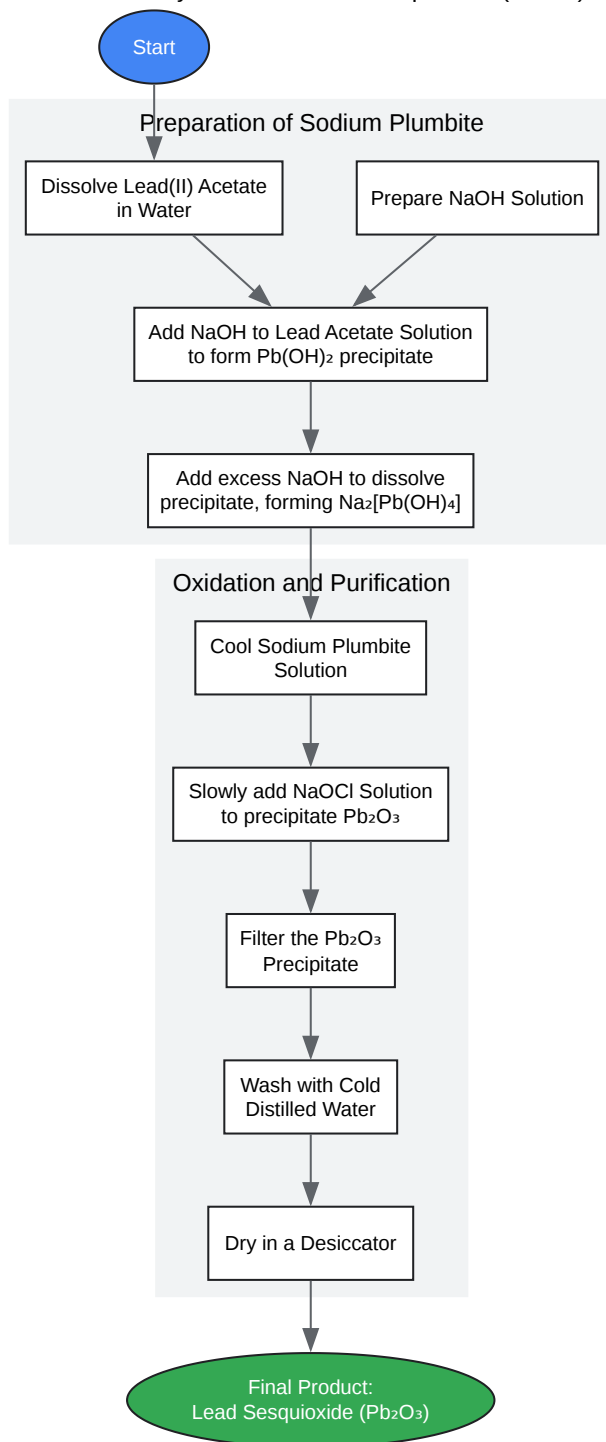 Start
Preparation of Sodium Plumbite
Dissolve Lead(II) Acetate
in Water
Prepare NaOH Solution
Add NaOH to Lead Acetate Solution
to form Pb(OH)₂ precipitate
Add excess NaOH to dissolve
precipitate, forming Na₂[Pb(OH)₄]
Oxidation and Purification
Cool Sodium Plumbite
Solution
Slowly add NaOCl Solution
to precipitate Pb₂O₃
Filter the Pb₂O₃
Precipitate
Wash with Cold
Distilled Water
Dry in a Desiccator
Final Product:
Lead Sesquioxide (Pb₂O₃)